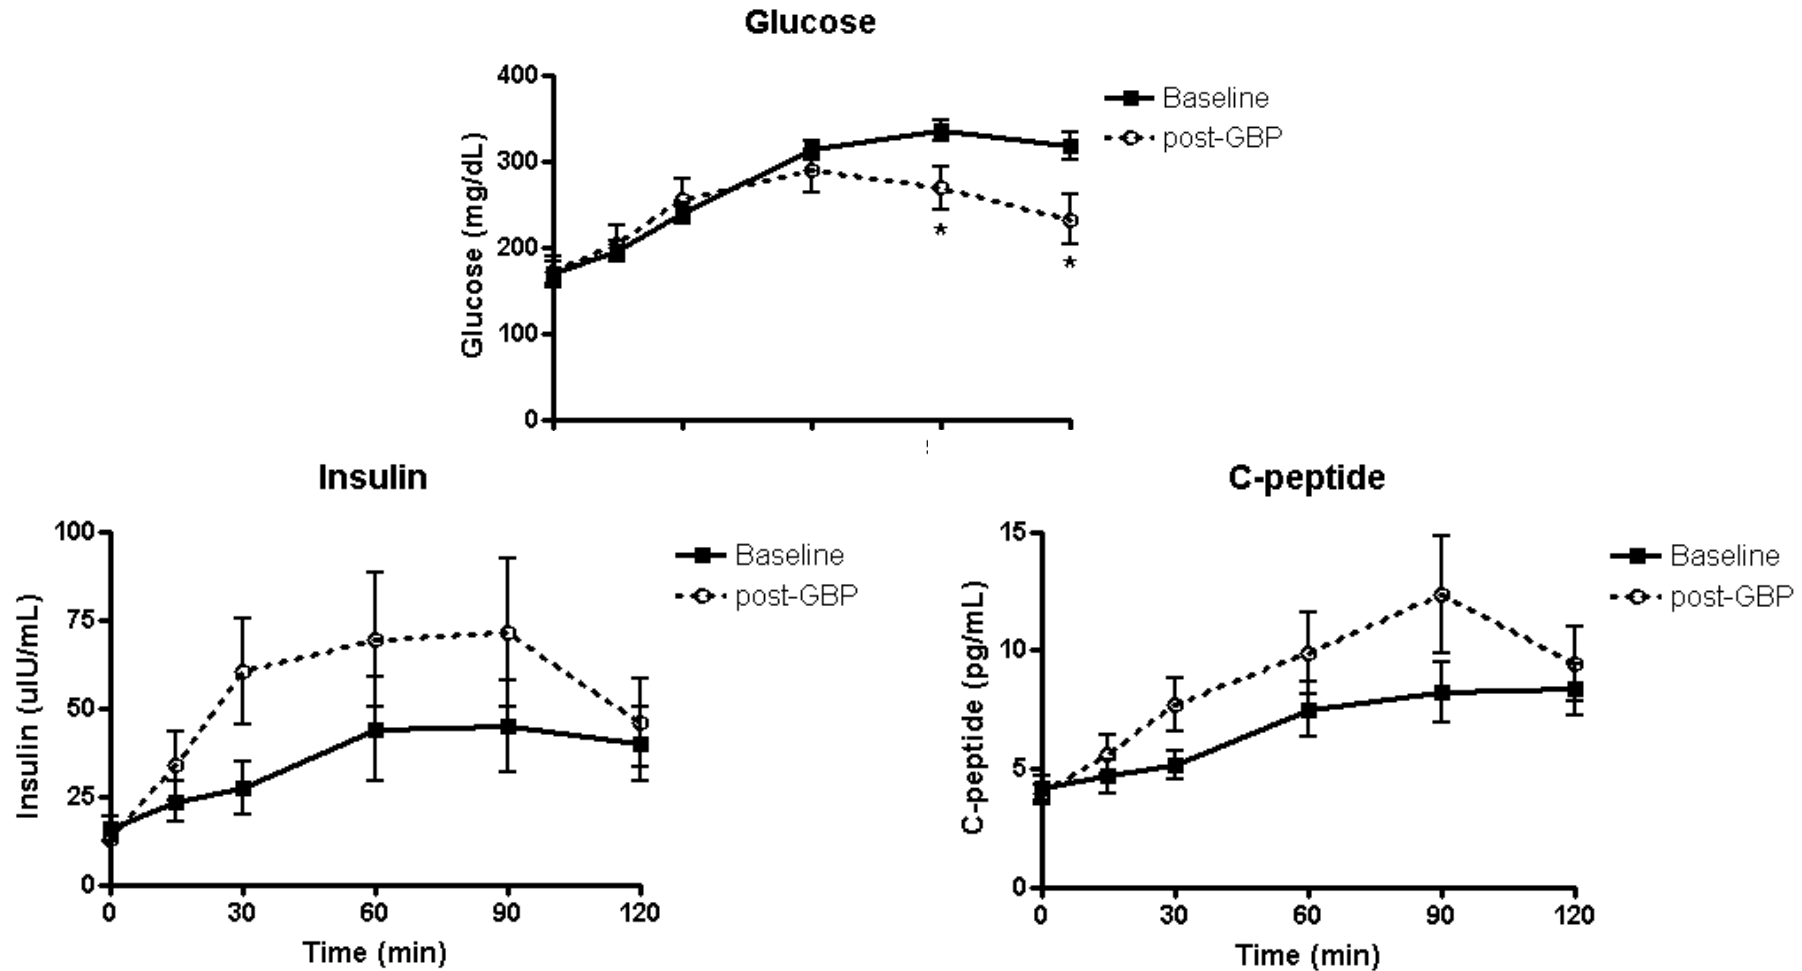 Glucose
400
300
200
100
0
Glucose (mg/dL)
Baseline
post-GBP
*
*
Insulin
100
75
50
25
0
Insulin (uIU/mL)
0 30 60 90 120
Time (min)
Baseline
post-GBP
C-peptide
15
10
5
0
C-peptide (pg/mL)
0 30 60 90 120
Time (min)
Baseline
post-GBP